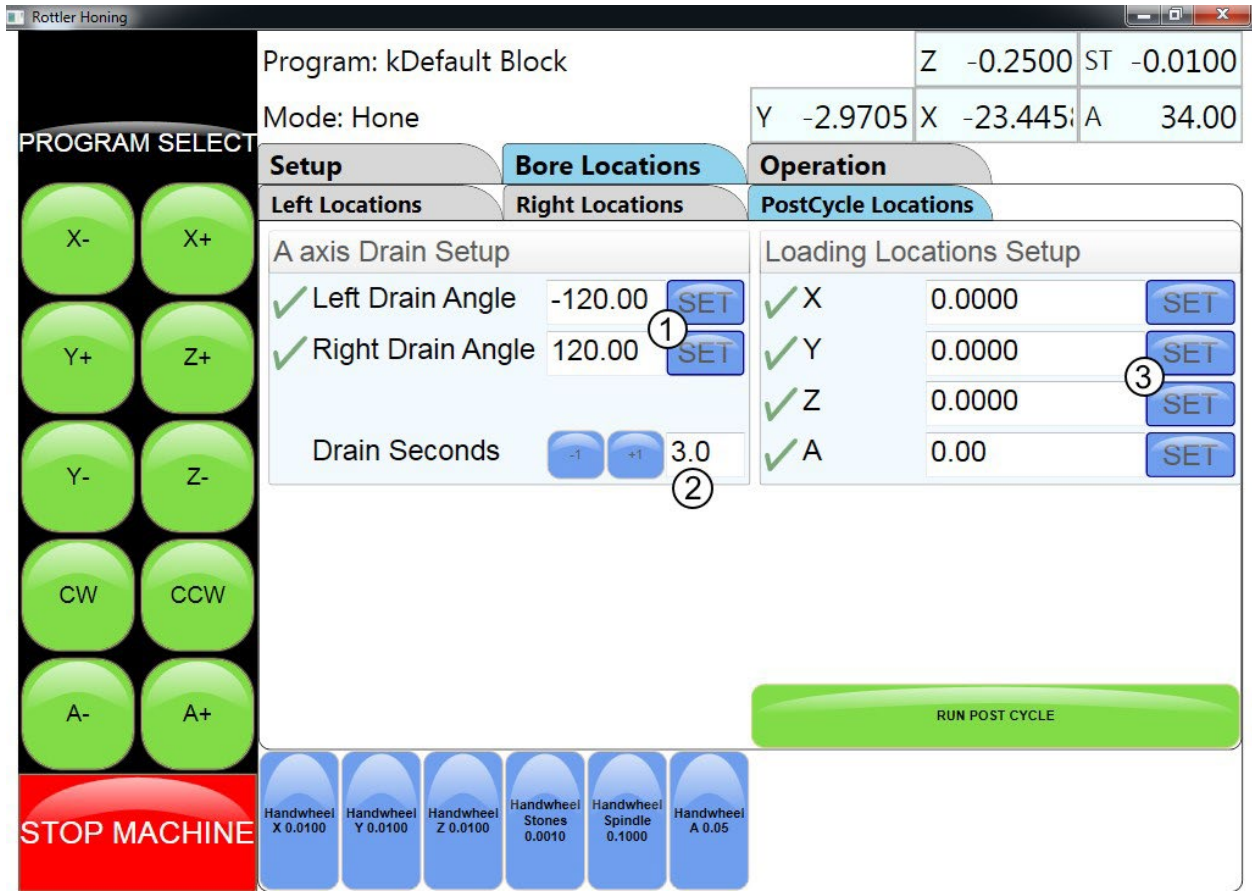 Rottler Honing
Program: kDefault Block
Z -0.2500 ST -0.0100
Mode: Hone
Y -2.9705 X -23.445
A 34.00
PROGRAM SELECT
Setup Bore Locations Operation
Left Locations Right Locations PostCycle Locations
X- X+
Y+ Z+
Y- Z-
CW CCW
A- A+
STOP MACHINE
A axis Drain Setup
Left Drain Angle -120.00 SET
1
Right Drain Angle 120.00 SET
Drain Seconds -1 +1 3.0
2
Loading Locations Setup
X 0.0000 SET
Y 0.0000 SET
3
Z 0.0000 SET
A 0.00 SET
RUN POST CYCLE
Handwheel
X 0.0100
Handwheel
Y 0.0100
Handwheel
Z 0.0100
Handwheel
Stones
0.0010
Handwheel
Spindle
0.1000
Handwheel
A 0.05